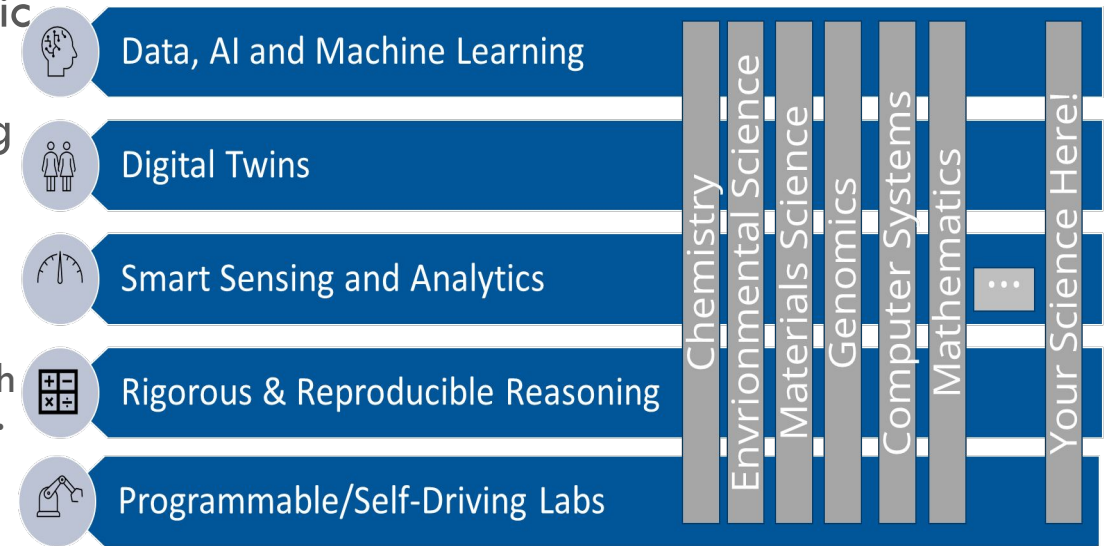 ic
Data, AI and Machine Learning
g
Digital Twins
Smart Sensing and Analytics
h
.
Rigorous & Reproducible Reasoning
Programmable/Self-Driving Labs
Chemistry
Envrionmental Science
Materials Science
Genomics
Computer Systems
Mathematics
...
Your Science Here!